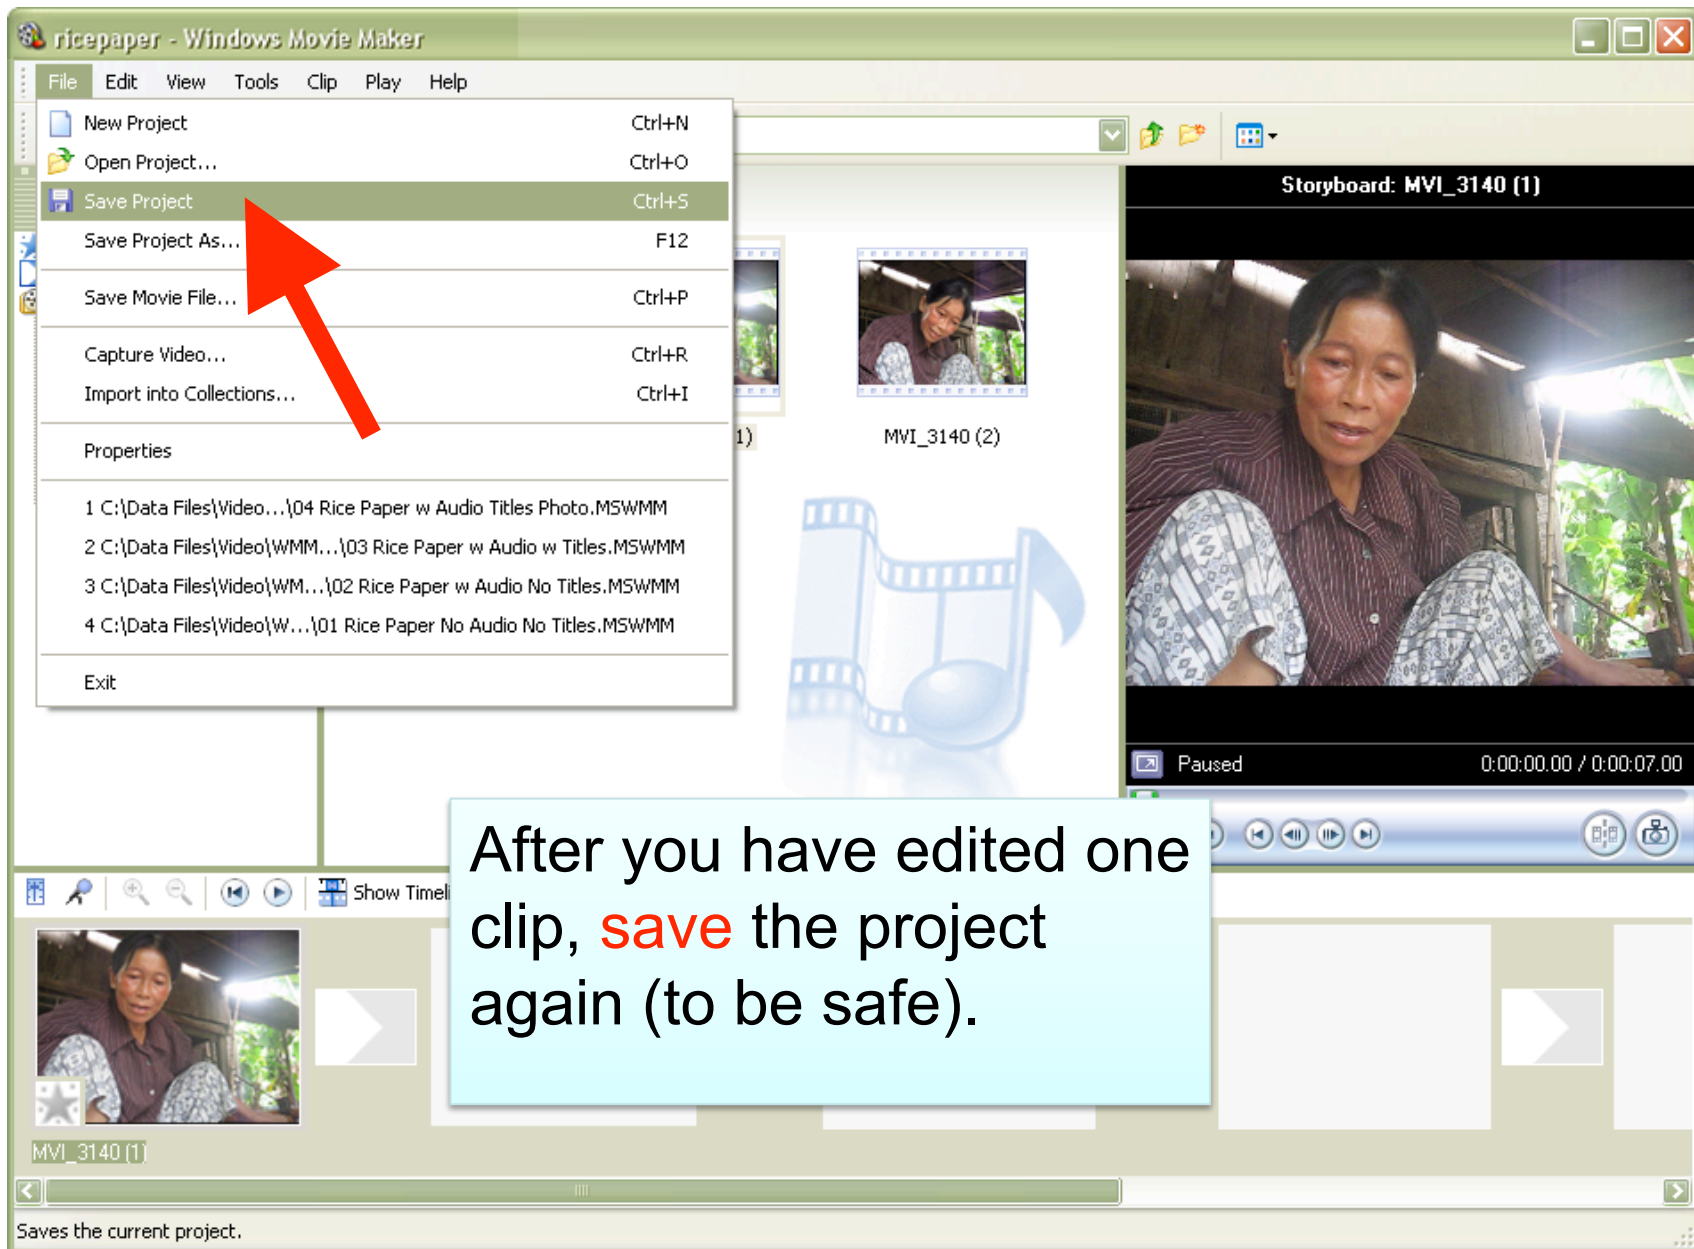 ricepaper - Windows Movie Maker
File Edit View Tools Clip Play Help
New Project Ctrl+N
Open Project... Ctrl+O
Save Project Ctrl+S
Save Project As... F12
Save Movie File... Ctrl+P
Capture Video... Ctrl+R
Import into Collections... Ctrl+I
Properties
1 C:\Data Files\Video...\04 Rice Paper w Audio Titles Photo.MSWMM
2 C:\Data Files\Video\WMM...\03 Rice Paper w Audio w Titles.MSWMM
3 C:\Data Files\Video\WM...\02 Rice Paper w Audio No Titles.MSWMM
4 C:\Data Files\Video\W...\01 Rice Paper No Audio No Titles.MSWMM
Exit
1)
MVI_3140 (2)
Storyboard: MVI_3140 (1)
Paused 0:00:00.00 / 0:00:07.00
After you have edited one
clip, save the project
again (to be safe).
Show Timeli
MVI_3140 (1)
Saves the current project.